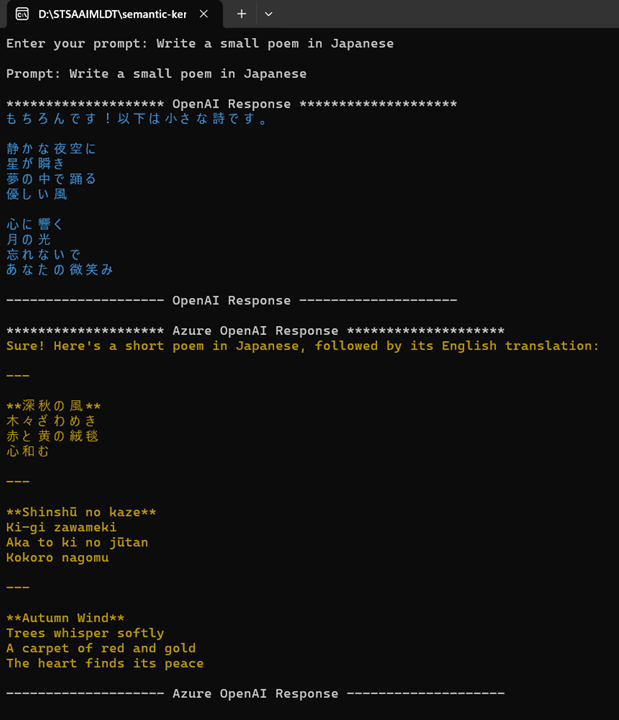 D:\STSAAIMLDT\semantic-ker
Enter your prompt: Write a small poem in Japanese
Prompt: Write a small poem in Japanese
******************** OpenAI Response ********************
もちろんです！以下は小さな詩です。
静かな夜空に
星が瞬き
夢の中で踊る
優しい風
心に響く
月の光
忘れないで
あなたの微笑み
-------------------- OpenAI Response --------------------
******************** Azure OpenAI Response ********************
Sure! Here's a short poem in Japanese, followed by its English translation:
---
**深秋の風**
木々ざわめき
赤と黄の絨毯
心和む
---
**Shinshū no kaze**
Ki-gi zawameki
Aka to ki no jūtan
Kokoro nagomu
---
**Autumn Wind**
Trees whisper softly
A carpet of red and gold
The heart finds its peace
-------------------- Azure OpenAI Response --------------------